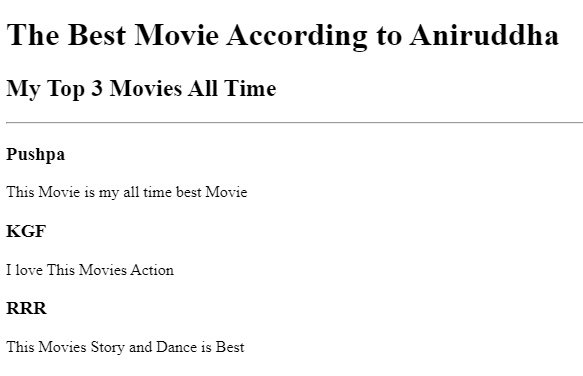 The Best Movie According to Aniruddha
My Top 3 Movies All Time
Pushpa
This Movie is my all time best Movie
KGF
I love This Movies Action
RRR
This Movies Story and Dance is Best